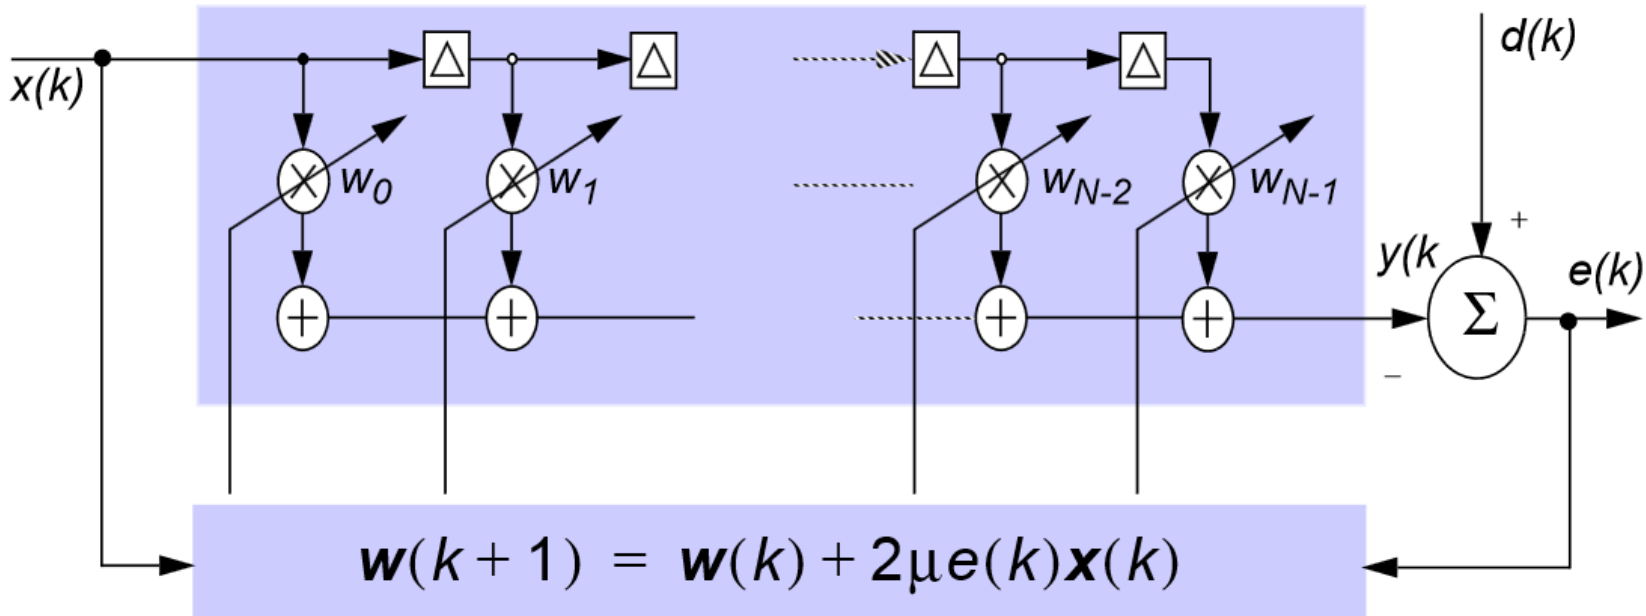 x(k)
d(k)
Δ Δ Δ Δ
w0 w1 wN-2 wN-1
+
y(k
e(k)
Σ
−
w(k + 1) = w(k) + 2μe(k)x(k)